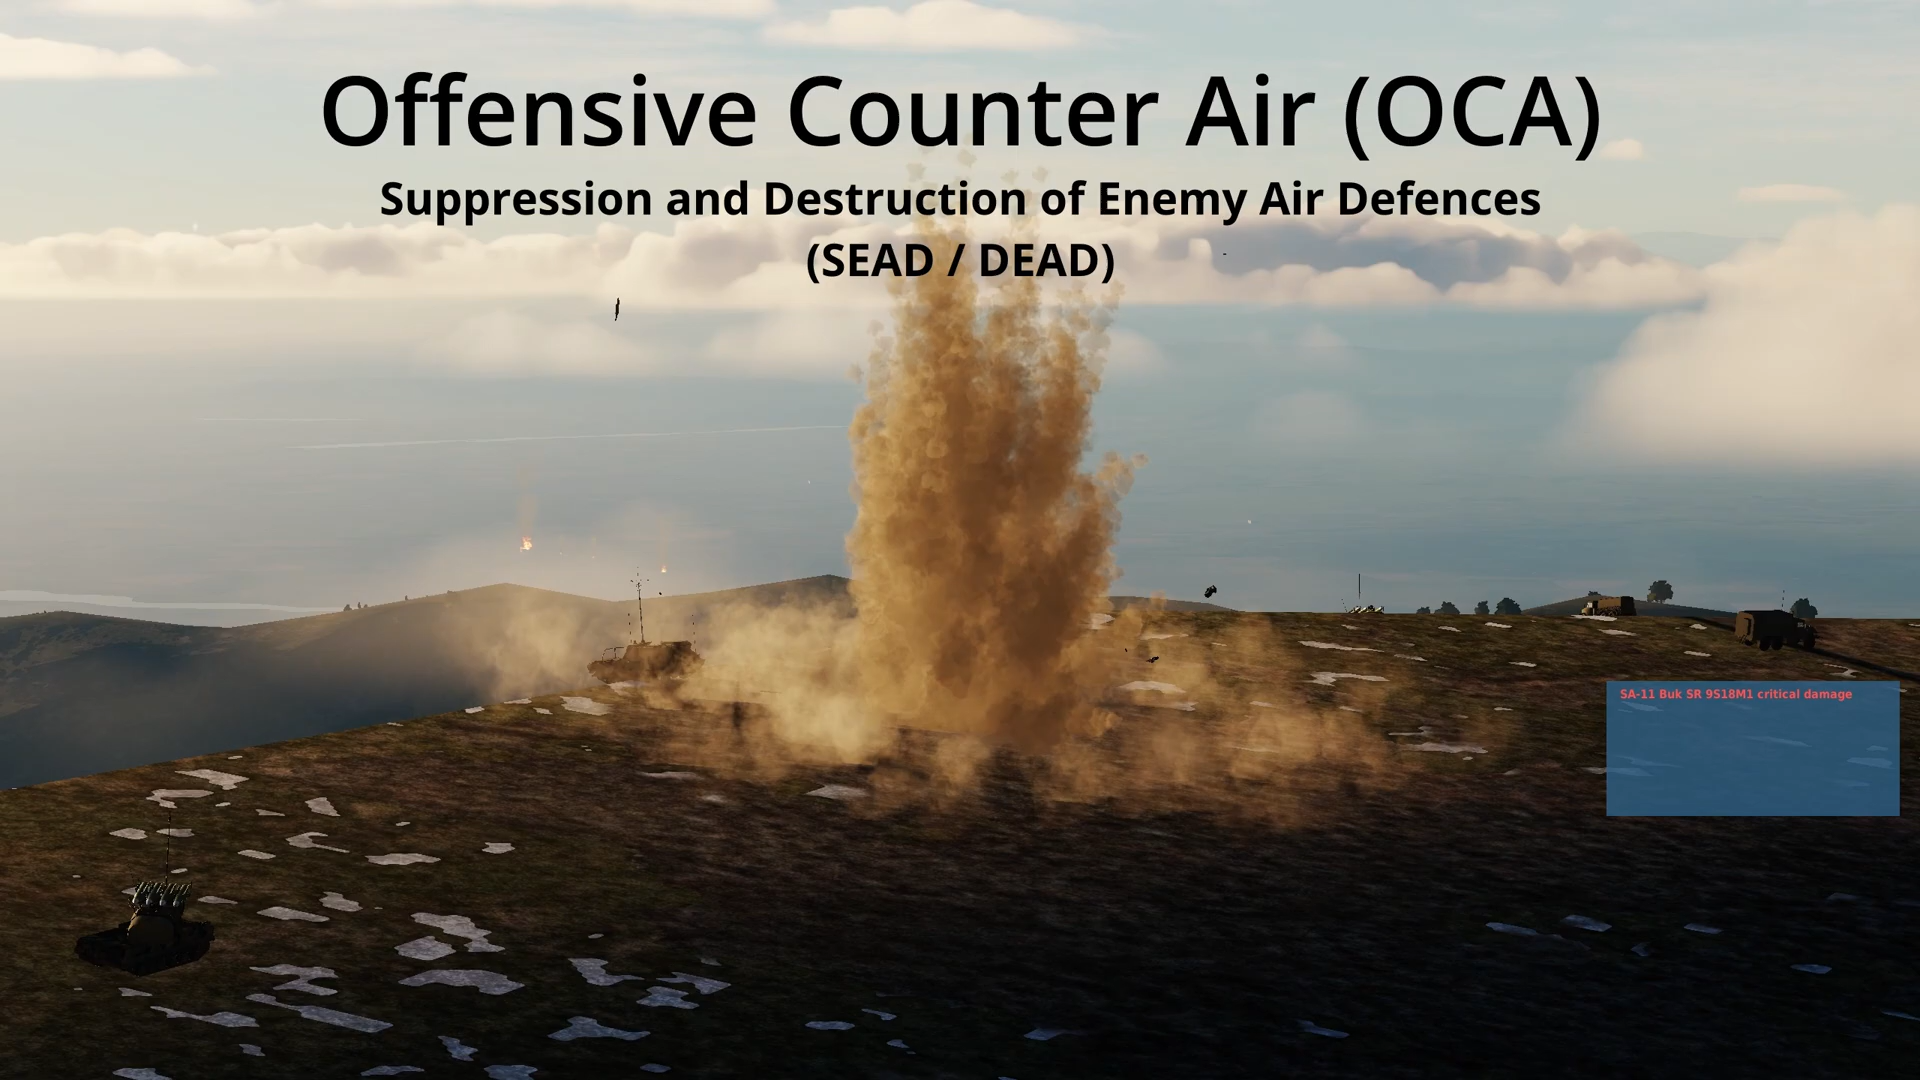 Offensive Counter Air (OCA)
Suppression and Destruction of Enemy Air Defences
(SEAD / DEAD)
SA-11 Buk SR 9S18M1 critical damage